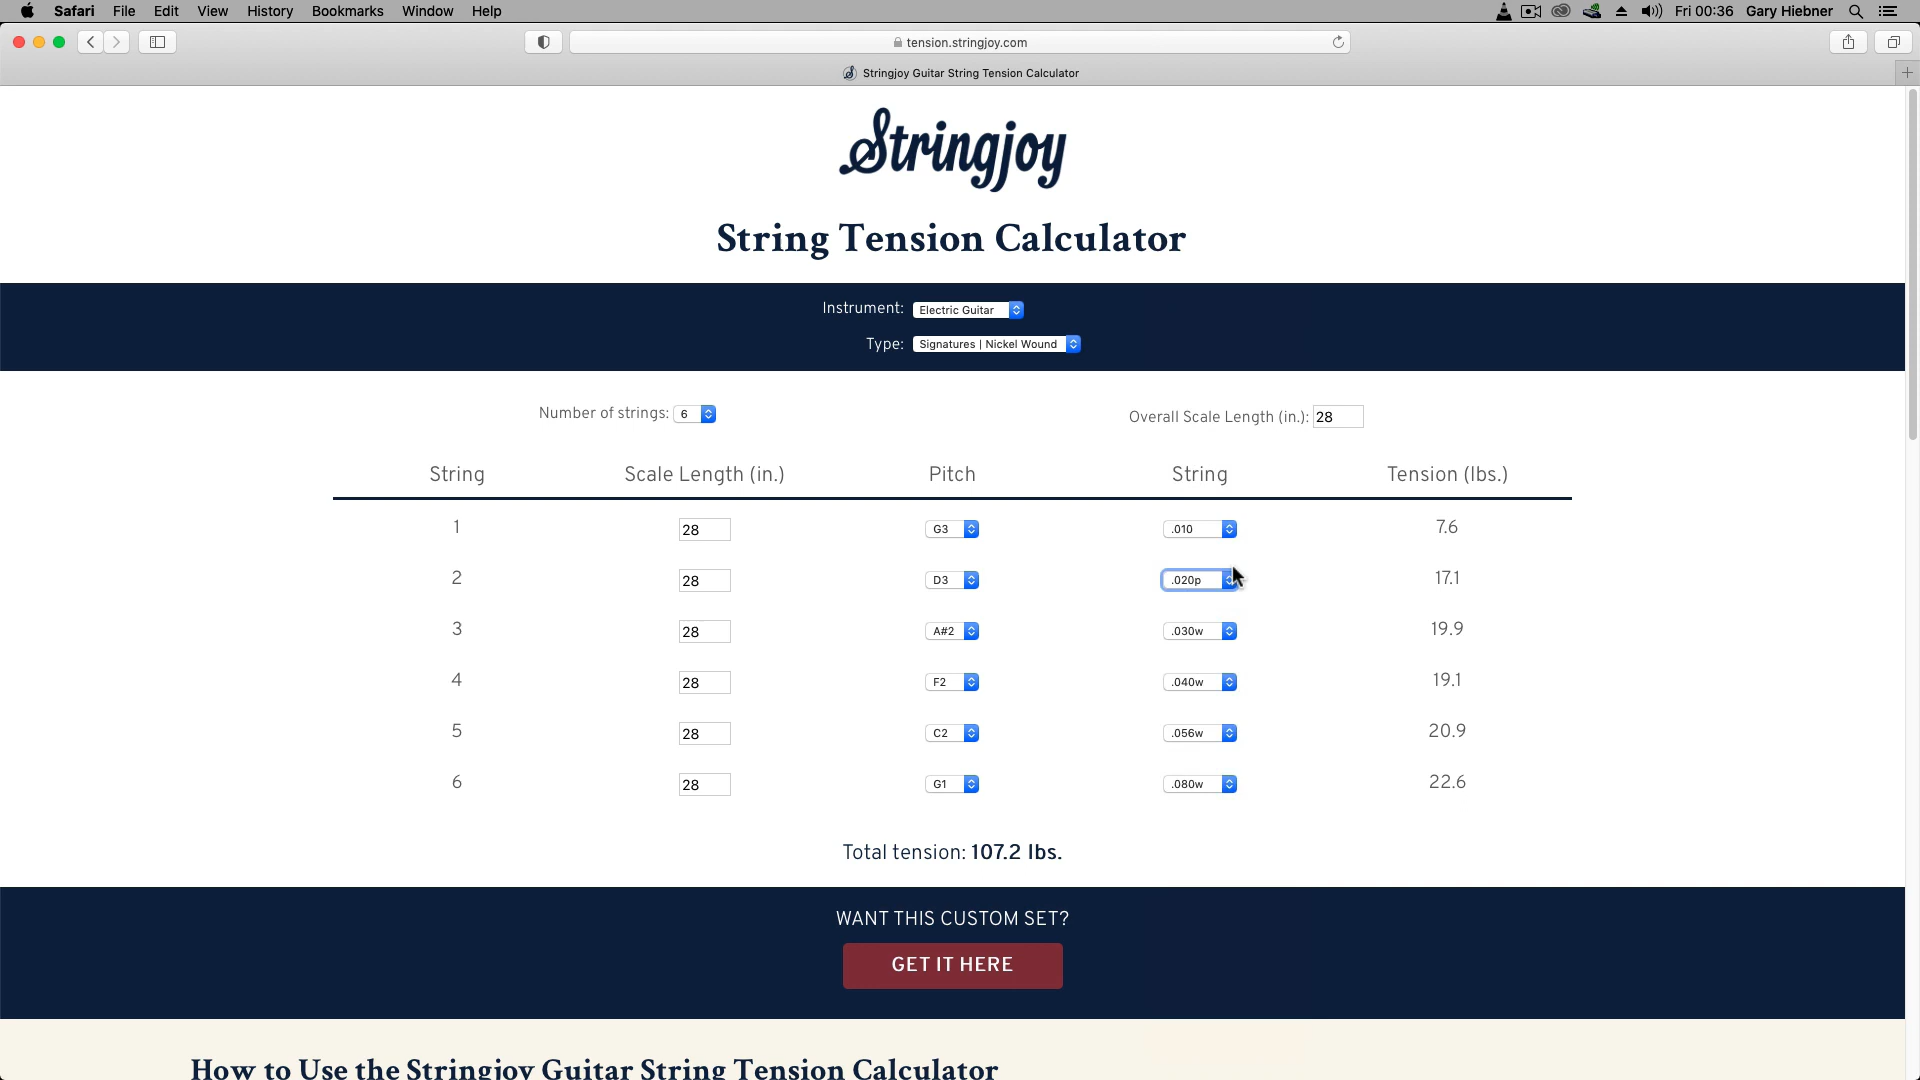 Safari File Edit View History Bookmarks Window Help Fri 00:36 Gary Hiebner
tension.stringjoy.com
Stringjoy Guitar String Tension Calculator
Stringjoy
String Tension Calculator
Instrument: Electric Guitar
Type: Signatures | Nickel Wound
Number of strings: 6 Overall Scale Length (in.): 28
String Scale Length (in.) Pitch String Tension (lbs.)
1 28 G3 .010 7.6
2 28 D3 .020p 17.1
3 28 A#2 .030w 19.9
4 28 F2 .040w 19.1
5 28 C2 .056w 20.9
6 28 G1 .080w 22.6
Total tension: 107.2 lbs.
WANT THIS CUSTOM SET?
GET IT HERE
How to Use the Stringjoy Guitar String Tension Calculator